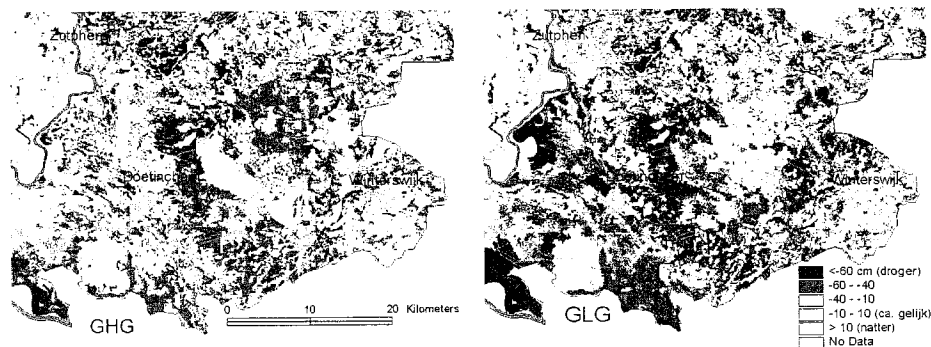 Zutphen
Zutphen
Doetinchem
Winterswijk
Winterswijk
GHG
0 10 20 Kilometers
GLG
<-60 cm (droger)
-60 - -40
-40 - -10
-10 - 10 (ca. gelijk)
> 10 (natter)
No Data